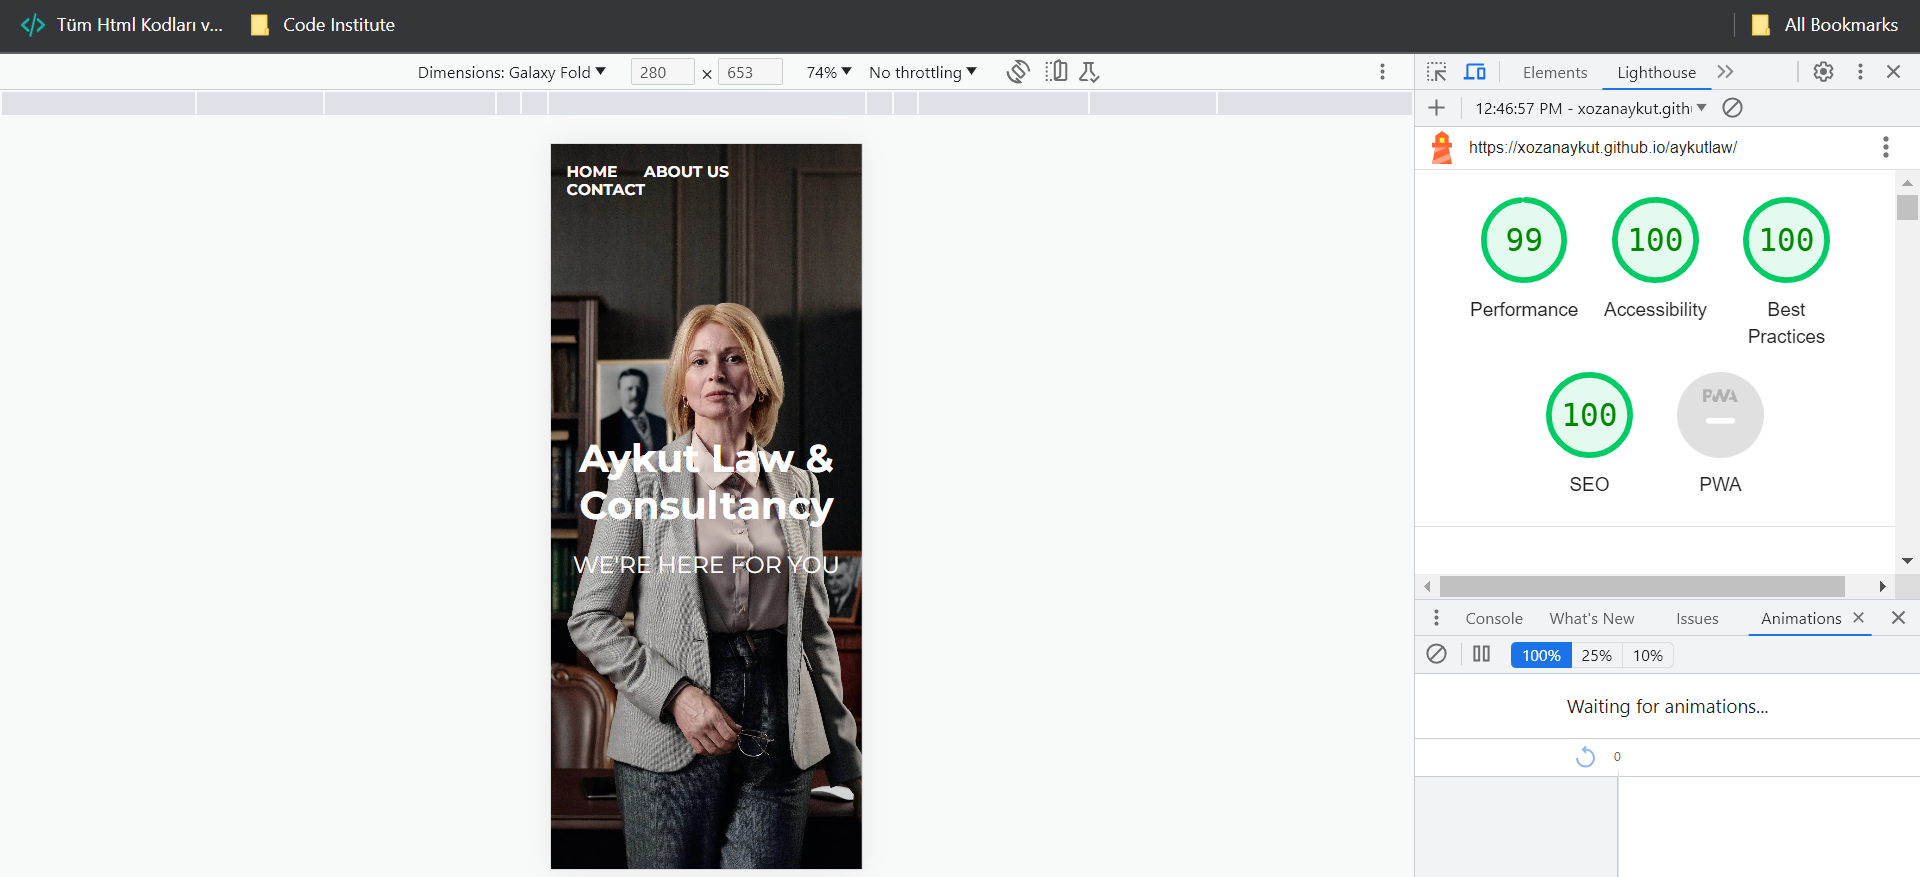 Tüm Html Kodları v...
Code Institute
All Bookmarks
Dimensions: Galaxy Fold
280 × 653
74%
No throttling
Elements
Lighthouse
12:46:57 PM - xozanaykut.gith
https://xozanaykut.github.io/aykutlaw/
HOME ABOUT US
CONTACT
Aykut Law &
Consultancy
WE'RE HERE FOR YOU
99
Performance
100
Accessibility
100
Best
Practices
100
SEO
PWA
PWA
Console
What's New
Issues
Animations
100%
25%
10%
Waiting for animations...
0